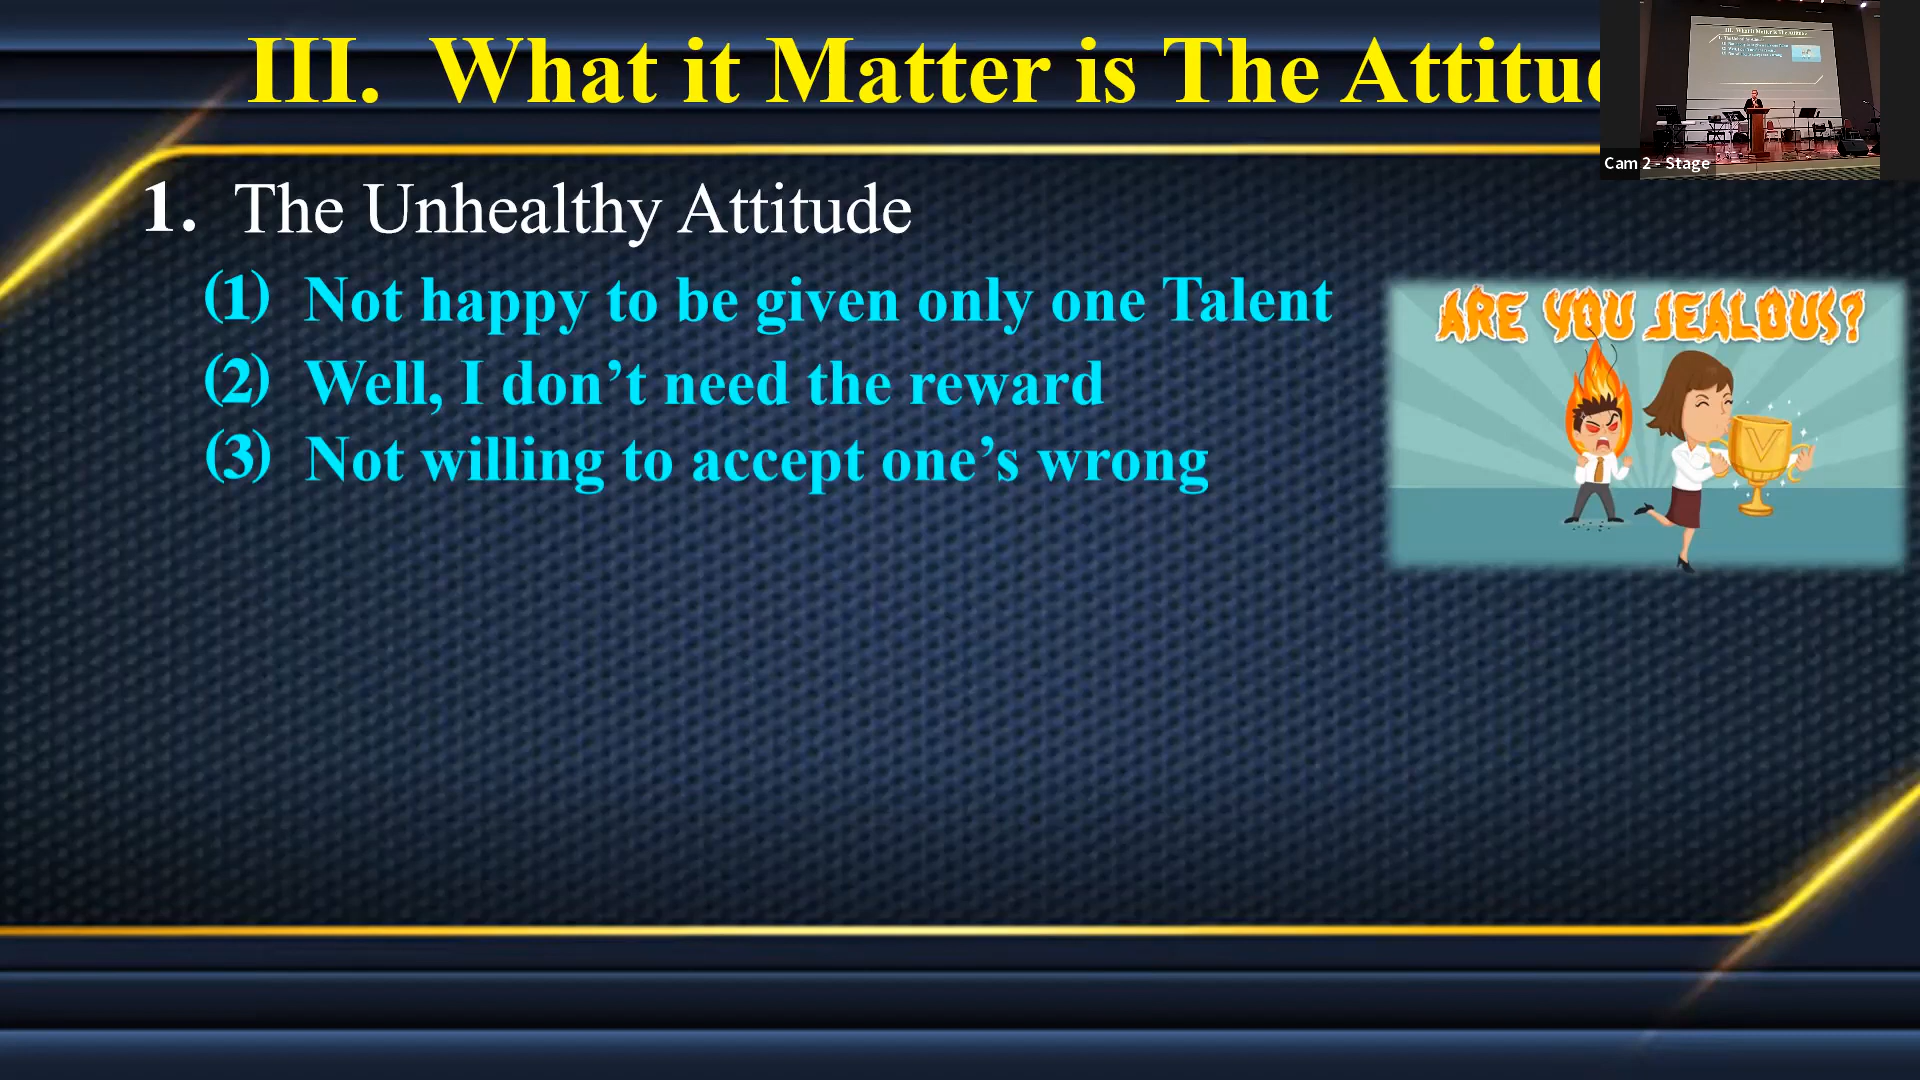 III. What it Matter is The Attitu
Cam 2 - Stage
1. The Unhealthy Attitude
(1) Not happy to be given only one Talent
(2) Well, I don’t need the reward
(3) Not willing to accept one’s wrong
ARE YOU JEALOUS?